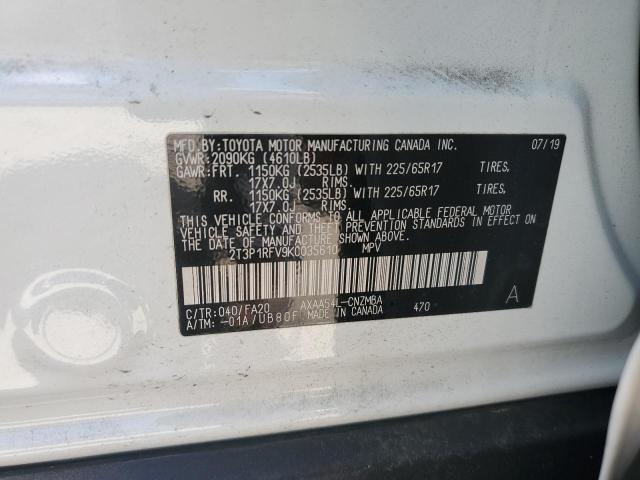 MFD.BY:TOYOTA MOTOR MANUFACTURING CANADA INC. 07/19
GVWR:2090KG (4610LB)
GAWR:FRT. 1150KG (2535LB) WITH 225/65R17 TIRES,
17X7.0J RIMS.
RR. 1150KG (2535LB) WITH 225/65R17 TIRES,
17X7.0J RIMS.
THIS VEHICLE CONFORMS TO ALL APPLICABLE FEDERAL MOTOR
VEHICLE SAFETY AND THEFT PREVENTION STANDARDS IN EFFECT
ON THE DATE OF MANUFACTURE SHOWN ABOVE.
2T3P1RFV9KC035610 MPV
C/TR:040/FA20 AXAA54L-CNZMBA A
A/TM:-01A/UB80F MADE IN CANADA 470